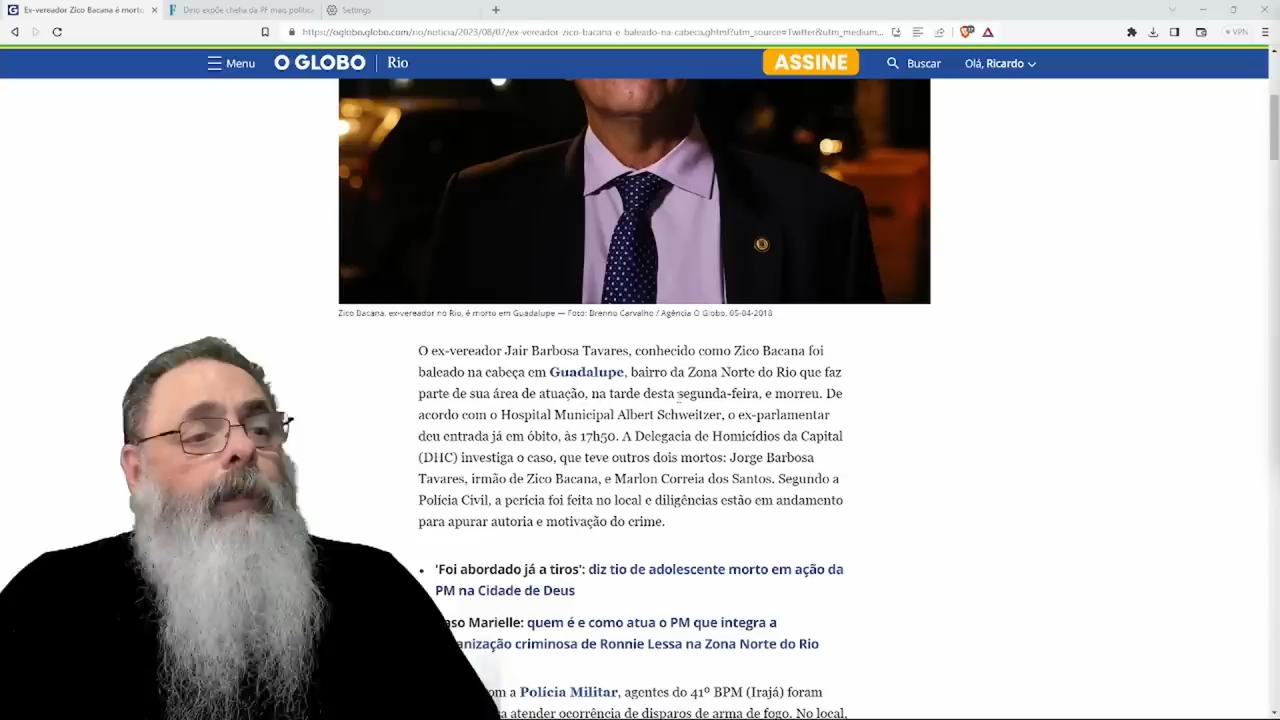 Ex-vereador Zico Bacana é morto
Dino expõe chefia da PF mais política
Settings
https://oglobo.globo.com/rio/noticia/2023/08/07/ex-vereador-zico-bacana-e-baleado-na-cabeca.ghtml?utm_source=Twitter&utm_medium...
VPN
Menu
O GLOBO
Rio
ASSINE
Buscar
Olá, Ricardo
Zico Bacana, ex-vereador no Rio, é morto em Guadalupe — Foto: Brenno Carvalho / Agência O Globo, 05-04-2018
O ex-vereador Jair Barbosa Tavares, conhecido como Zico Bacana foi
baleado na cabeça em Guadalupe, bairro da Zona Norte do Rio que faz
parte de sua área de atuação, na tarde desta segunda-feira, e morreu. De
acordo com o Hospital Municipal Albert Schweitzer, o ex-parlamentar
deu entrada já em óbito, às 17h50. A Delegacia de Homicídios da Capital
(DHC) investiga o caso, que teve outros dois mortos: Jorge Barbosa
Tavares, irmão de Zico Bacana, e Marlon Correia dos Santos. Segundo a
Polícia Civil, a perícia foi feita no local e diligências estão em andamento
para apurar autoria e motivação do crime.
• 'Foi abordado já a tiros': diz tio de adolescente morto em ação da
PM na Cidade de Deus
aso Marielle: quem é e como atua o PM que integra a
anização criminosa de Ronnie Lessa na Zona Norte do Rio
om a Polícia Militar, agentes do 41º BPM (Irajá) foram
a atender ocorrência de disparos de arma de fogo. No local,